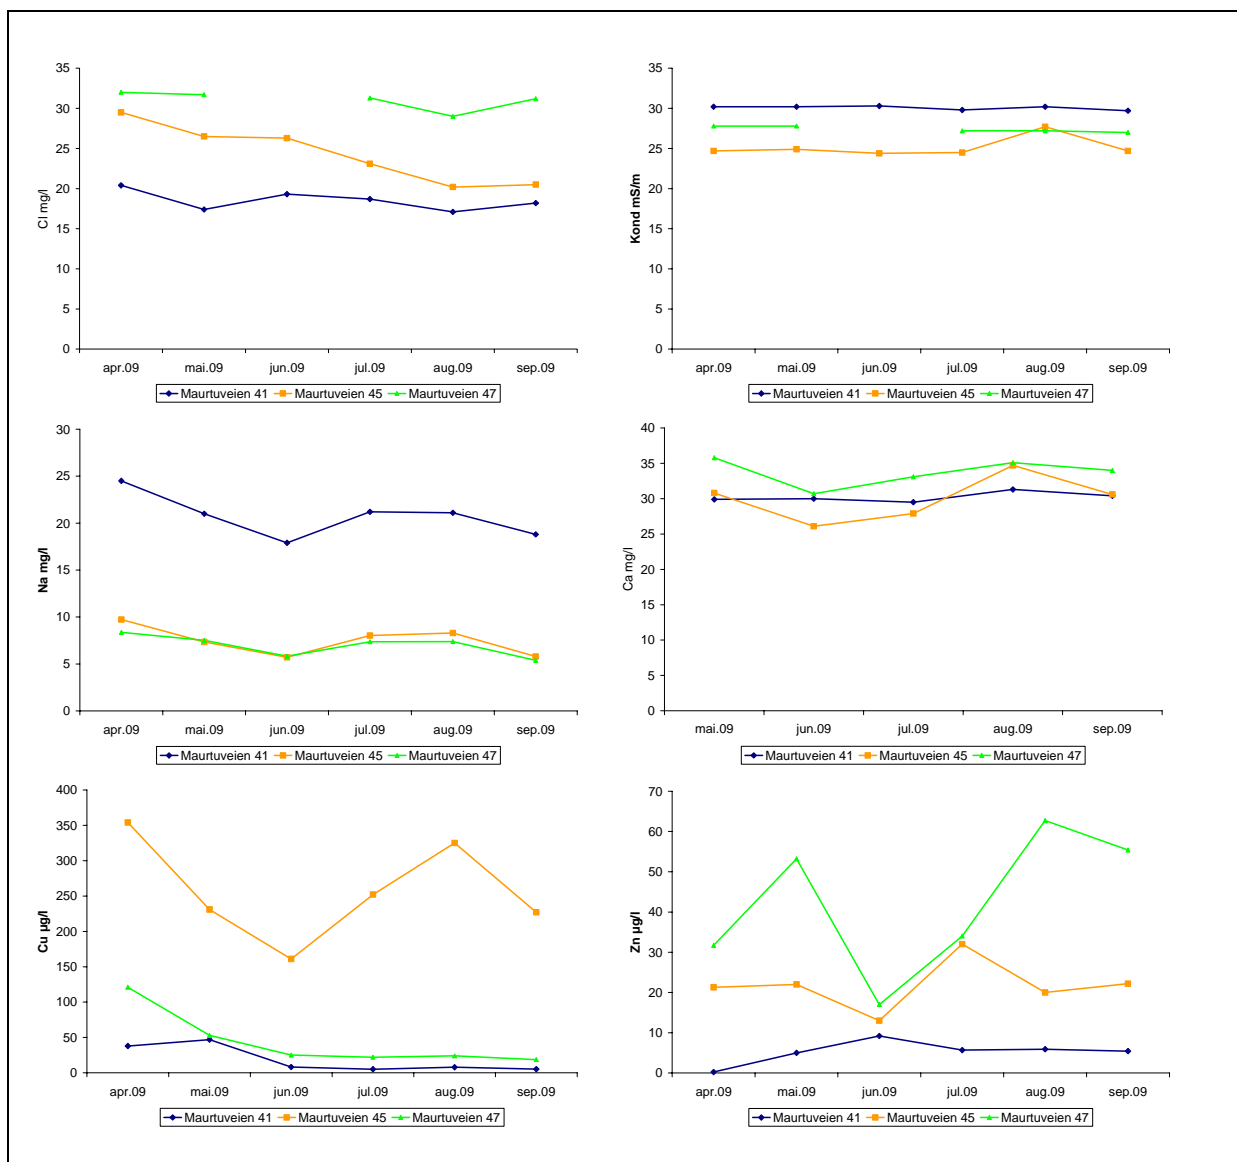 Cl mg/l
35
30
25
20
15
10
5
0
apr.09 mai.09 jun.09 jul.09 aug.09 sep.09
Maurtuveien 41 Maurtuveien 45 Maurtuveien 47
Kond mS/m
35
30
25
20
15
10
5
0
apr.09 mai.09 jun.09 jul.09 aug.09 sep.09
Maurtuveien 41 Maurtuveien 45 Maurtuveien 47
Na mg/l
30
25
20
15
10
5
0
apr.09 mai.09 jun.09 jul.09 aug.09 sep.09
Maurtuveien 41 Maurtuveien 45 Maurtuveien 47
Ca mg/l
40
35
30
25
20
15
10
5
0
mai.09 jun.09 jul.09 aug.09 sep.09
Maurtuveien 41 Maurtuveien 45 Maurtuveien 47
Cu µg/l
400
350
300
250
200
150
100
50
0
apr.09 mai.09 jun.09 jul.09 aug.09 sep.09
Maurtuveien 41 Maurtuveien 45 Maurtuveien 47
Zn µg/l
70
60
50
40
30
20
10
0
apr.09 mai.09 jun.09 jul.09 aug.09 sep.09
Maurtuveien 41 Maurtuveien 45 Maurtuveien 47